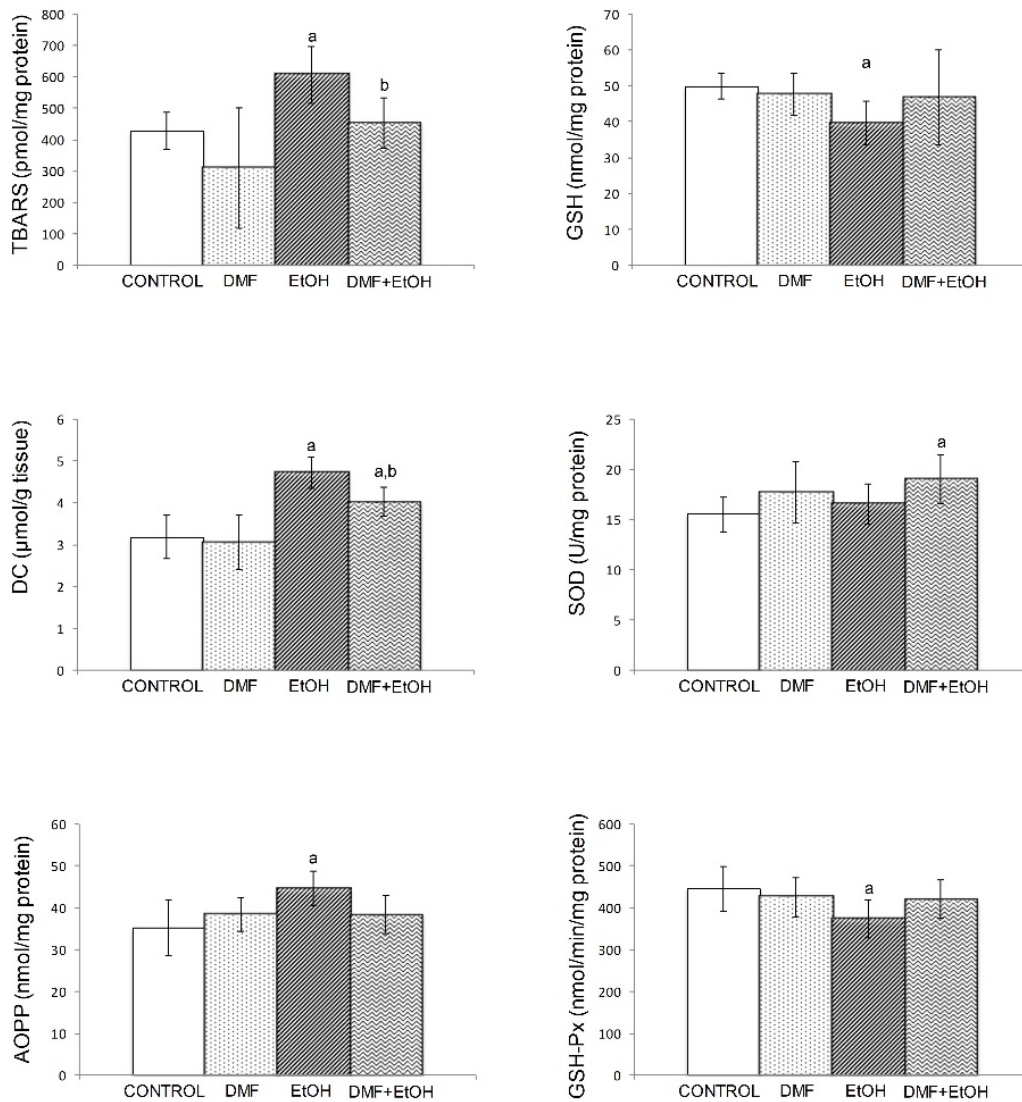 TBARS (pmol/mg protein)
800
700
600
500
400
300
200
100
0
a
b
CONTROL DMF EtOH DMF+EtOH
GSH (nmol/mg protein)
70
60
50
40
30
20
10
0
a
CONTROL DMF EtOH DMF+EtOH
DC (µmol/g tissue)
6
5
4
3
2
1
0
a
a,b
CONTROL DMF EtOH DMF+EtOH
SOD (U/mg protein)
25
20
15
10
5
0
a
CONTROL DMF EtOH DMF+EtOH
AOPP (nmol/mg protein)
60
50
40
30
20
10
0
a
CONTROL DMF EtOH DMF+EtOH
GSH-Px (nmol/min/mg protein)
600
500
400
300
200
100
0
a
CONTROL DMF EtOH DMF+EtOH